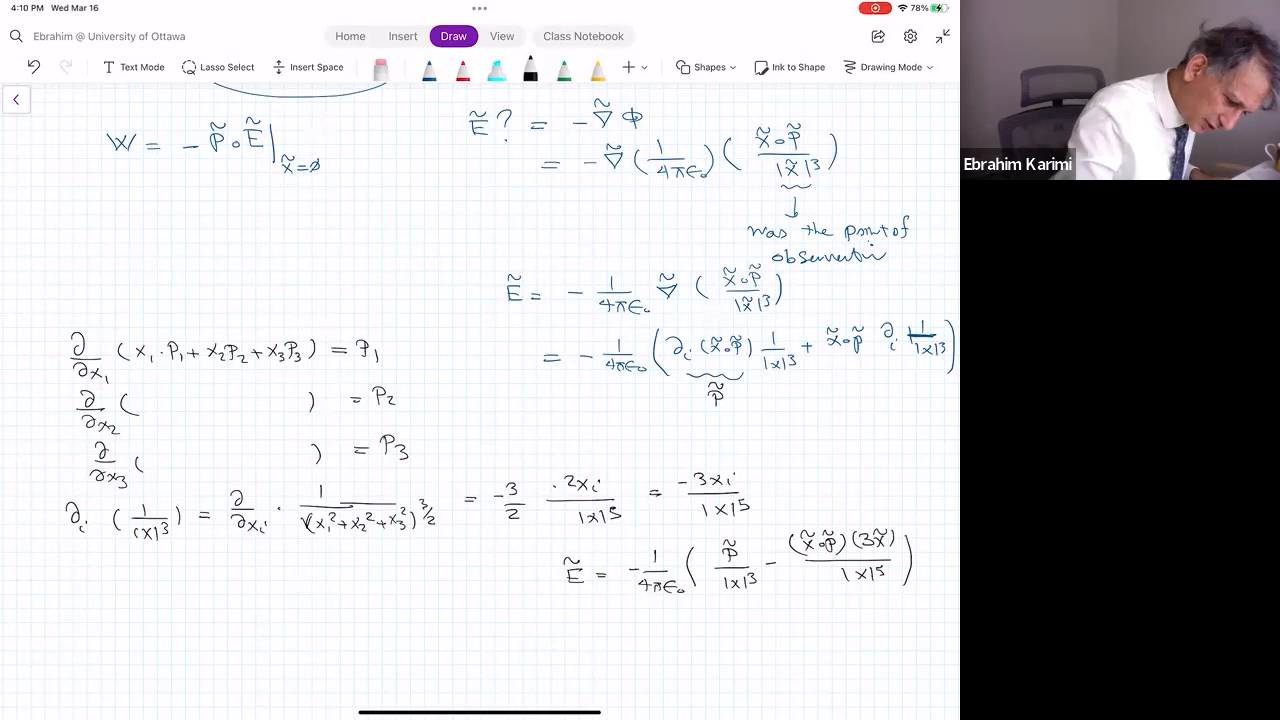 4:10 PM Wed Mar 16
78%
Ebrahim @ University of Ottawa
Home Insert Draw View Class Notebook
Text Mode Lasso Select Insert Space Shapes Ink to Shape Drawing Mode
Ebrahim Karimi
W = - p̃∘Ẽ|x̃=0
Ẽ? = - ∇̃ Φ
= - ∇̃ (1/4πε₀) (x̃∘p̃/|x̃|³)
↓
was the point of
observation
Ẽ = - 1/4πε₀ ∇̃ (x̃∘p̃/|x̃|³)
= - 1/4πε₀ (∂ᵢ (x̃∘p̃) 1/|x|³ + x̃∘p̃ ∂ᵢ 1/|x|³)
p̃
∂/∂x₁ (x₁·P₁ + x₂P₂ + x₃P₃) = P₁
∂/∂x₂ ( ) = P₂
∂/∂x₃ ( ) = P₃
∂ᵢ (1/|x|³) = ∂/∂xᵢ · 1/(x₁²+x₂²+x₃²)^3/2 = -3/2 · 2xᵢ/|x|⁵ = -3xᵢ/|x|⁵
Ẽ = - 1/4πε₀ (p̃/|x|³ - (x̃∘p̃)(3x̃)/|x|⁵)